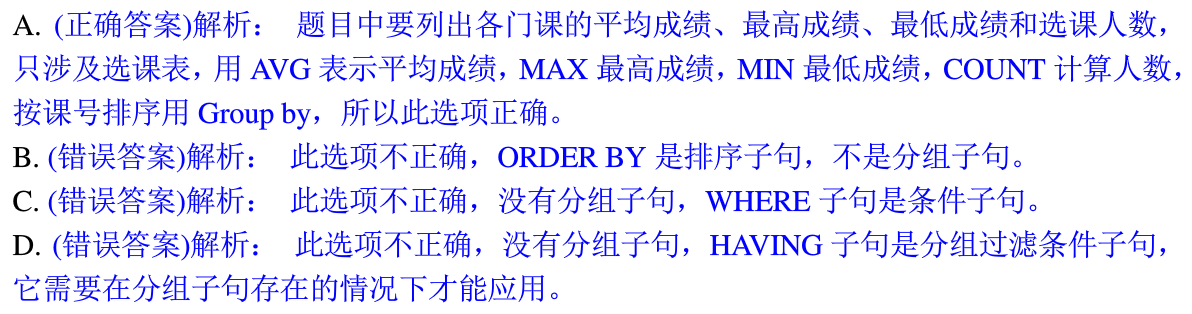 A. (正确答案)解析： 题目中要列出各门课的平均成绩、最高成绩、最低成绩和选课人数，
只涉及选课表，用 AVG 表示平均成绩，MAX 最高成绩，MIN 最低成绩，COUNT 计算人数，
按课号排序用 Group by，所以此选项正确。
B. (错误答案)解析： 此选项不正确，ORDER BY 是排序子句，不是分组子句。
C. (错误答案)解析： 此选项不正确，没有分组子句，WHERE 子句是条件子句。
D. (错误答案)解析： 此选项不正确，没有分组子句，HAVING 子句是分组过滤条件子句，
它需要在分组子句存在的情况下才能应用。